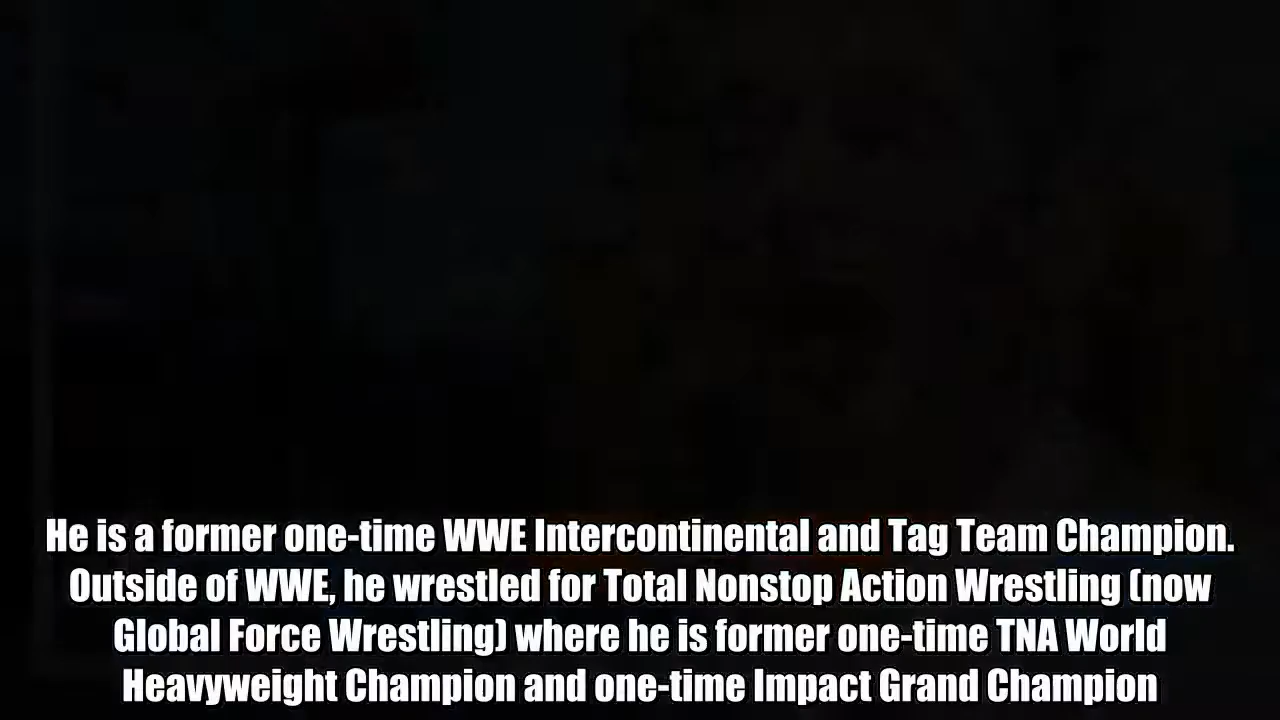 He is a former one-time WWE Intercontinental and Tag Team Champion.
Outside of WWE, he wrestled for Total Nonstop Action Wrestling (now
Global Force Wrestling) where he is former one-time TNA World
Heavyweight Champion and one-time Impact Grand Champion